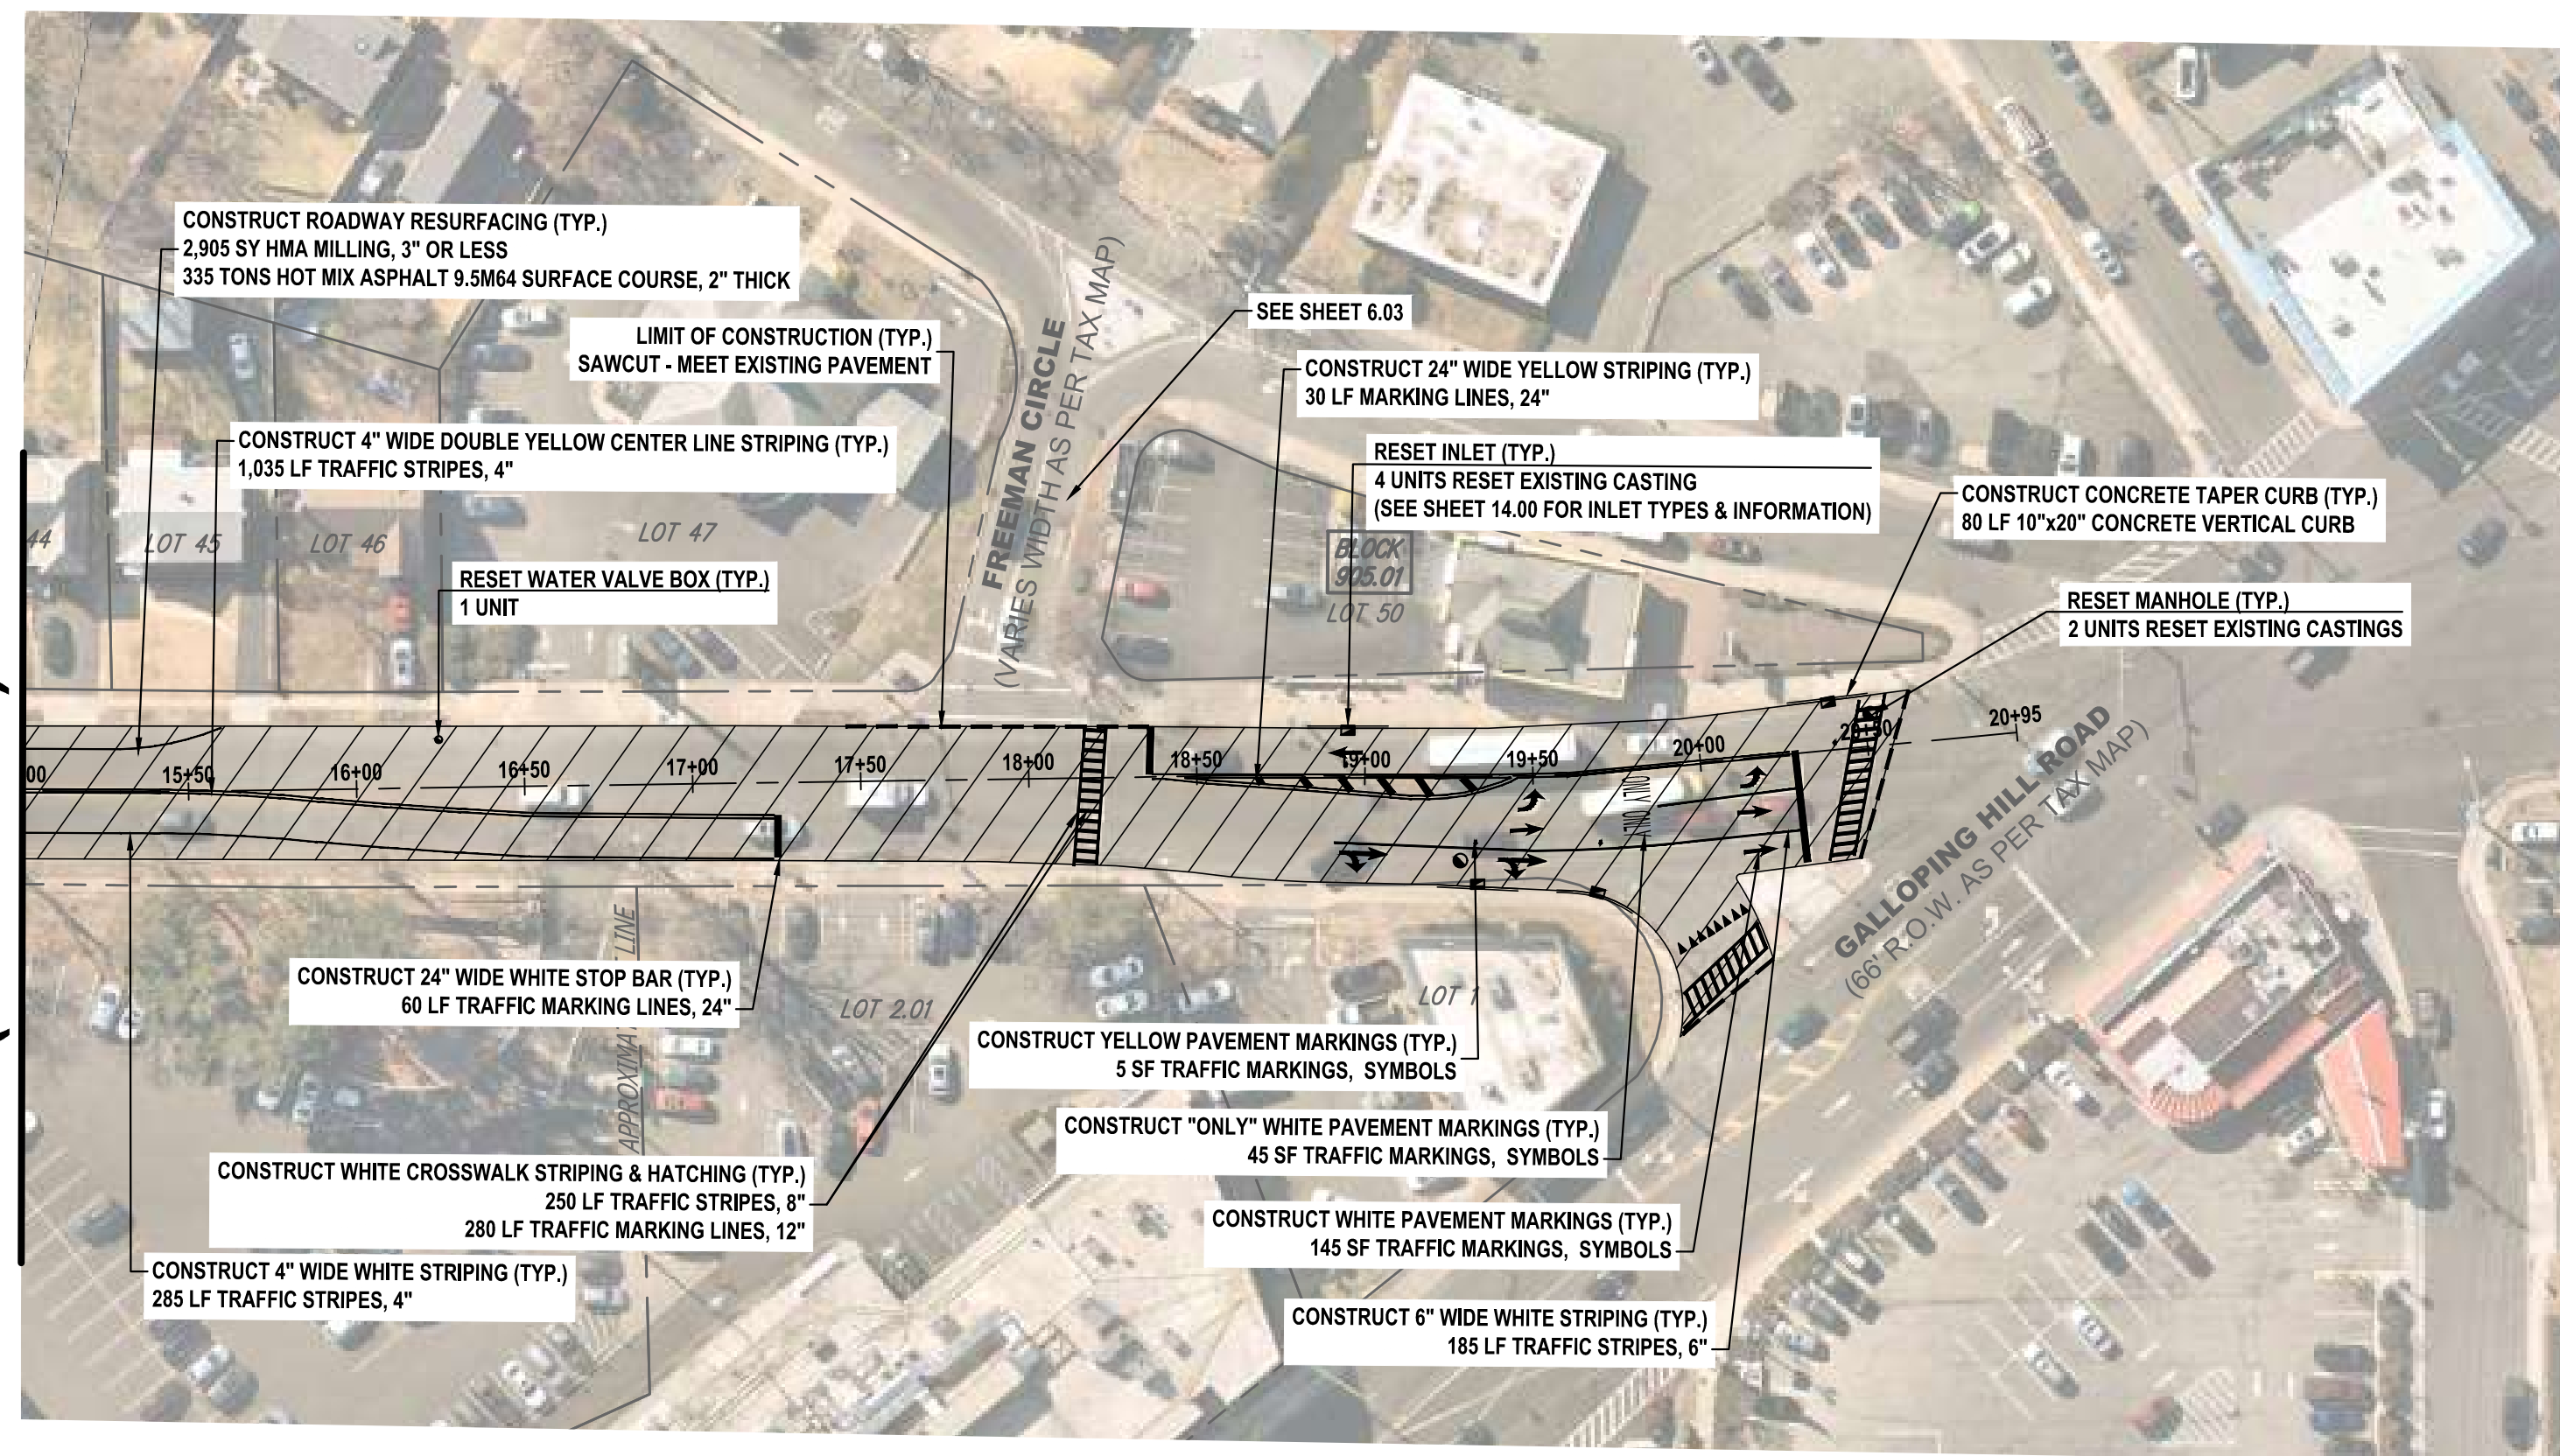 CONSTRUCT ROADWAY RESURFACING (TYP.)
2,905 SY HMA MILLING, 3" OR LESS
335 TONS HOT MIX ASPHALT 9.5M64 SURFACE COURSE, 2" THICK
LIMIT OF CONSTRUCTION (TYP.)
SAWCUT - MEET EXISTING PAVEMENT
SEE SHEET 6.03
FREEMAN CIRCLE
(VARIES WIDTH AS PER TAX MAP)
CONSTRUCT 24" WIDE YELLOW STRIPING (TYP.)
30 LF MARKING LINES, 24"
CONSTRUCT 4" WIDE DOUBLE YELLOW CENTER LINE STRIPING (TYP.)
1,035 LF TRAFFIC STRIPES, 4"
RESET INLET (TYP.)
4 UNITS RESET EXISTING CASTING
(SEE SHEET 14.00 FOR INLET TYPES & INFORMATION)
CONSTRUCT CONCRETE TAPER CURB (TYP.)
80 LF 10"x20" CONCRETE VERTICAL CURB
44
LOT 45
LOT 46
LOT 47
BLOCK
905.01
LOT 50
RESET WATER VALVE BOX (TYP.)
1 UNIT
RESET MANHOLE (TYP.)
2 UNITS RESET EXISTING CASTINGS
00
15+50
16+00
16+50
17+00
17+50
18+00
18+50
19+00
19+50
20+00
20+50
20+95
ONLY ONLY
GALLOPING HILL ROAD
(66' R.O.W. AS PER TAX MAP)
CONSTRUCT 24" WIDE WHITE STOP BAR (TYP.)
60 LF TRAFFIC MARKING LINES, 24"
APPROXIMA
LINE
LOT 2.01
LOT 1
CONSTRUCT YELLOW PAVEMENT MARKINGS (TYP.)
5 SF TRAFFIC MARKINGS, SYMBOLS
CONSTRUCT "ONLY" WHITE PAVEMENT MARKINGS (TYP.)
45 SF TRAFFIC MARKINGS, SYMBOLS
CONSTRUCT WHITE CROSSWALK STRIPING & HATCHING (TYP.)
250 LF TRAFFIC STRIPES, 8"
280 LF TRAFFIC MARKING LINES, 12"
CONSTRUCT WHITE PAVEMENT MARKINGS (TYP.)
145 SF TRAFFIC MARKINGS, SYMBOLS
CONSTRUCT 4" WIDE WHITE STRIPING (TYP.)
285 LF TRAFFIC STRIPES, 4"
CONSTRUCT 6" WIDE WHITE STRIPING (TYP.)
185 LF TRAFFIC STRIPES, 6"